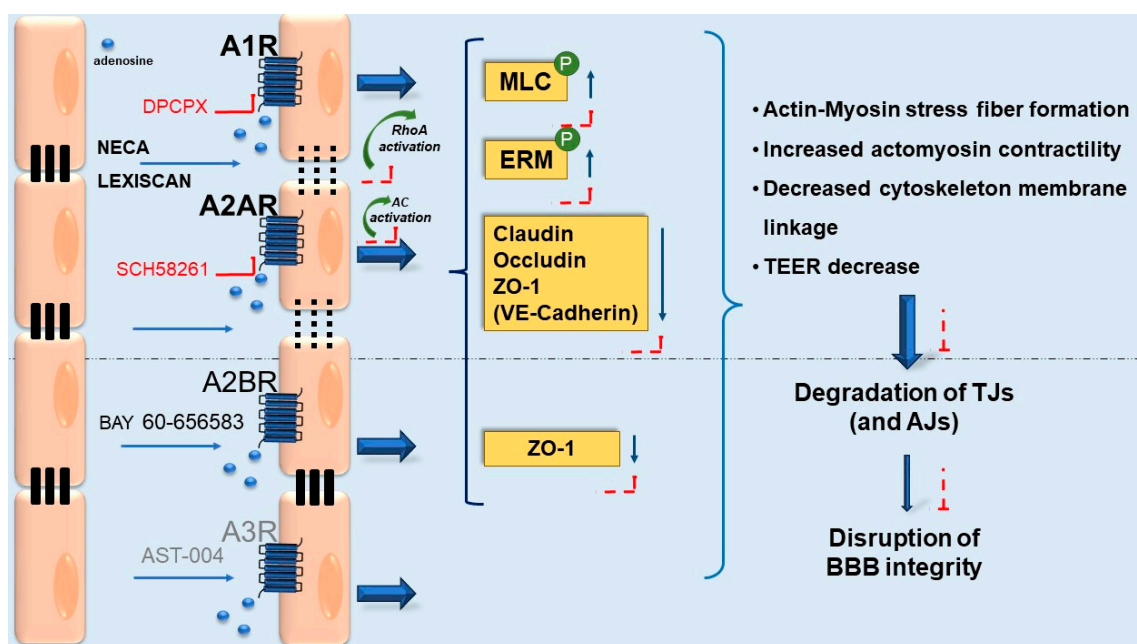 adenosine
A1R
DPCPX
NECA
LEXISCAN
RhoA
activation
A2AR
AC
activation
SCH58261
A2BR
BAY 60-656583
A3R
AST-004
P
MLC
P
ERM
Claudin
Occludin
ZO-1
(VE-Cadherin)
ZO-1
• Actin-Myosin stress fiber formation
• Increased actomyosin contractility
• Decreased cytoskeleton membrane
linkage
• TEER decrease
Degradation of TJs
(and AJs)
Disruption of
BBB integrity